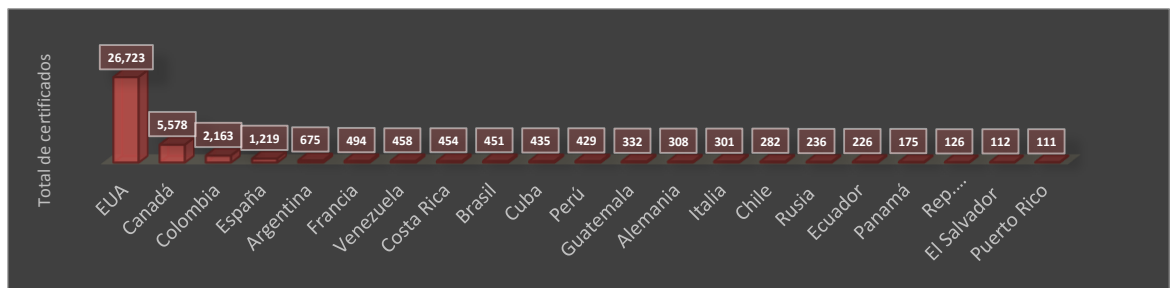 Total de certificados
26,723
5,578
2,163
1,219
675
494
458
454
451
435
429
332
308
301
282
236
226
175
126
112
111
EUA
Canadá
Colombia
España
Argentina
Francia
Venezuela
Costa Rica
Brasil
Cuba
Perú
Guatemala
Alemania
Italia
Chile
Rusia
Ecuador
Panamá
Rep....
El Salvador
Puerto Rico